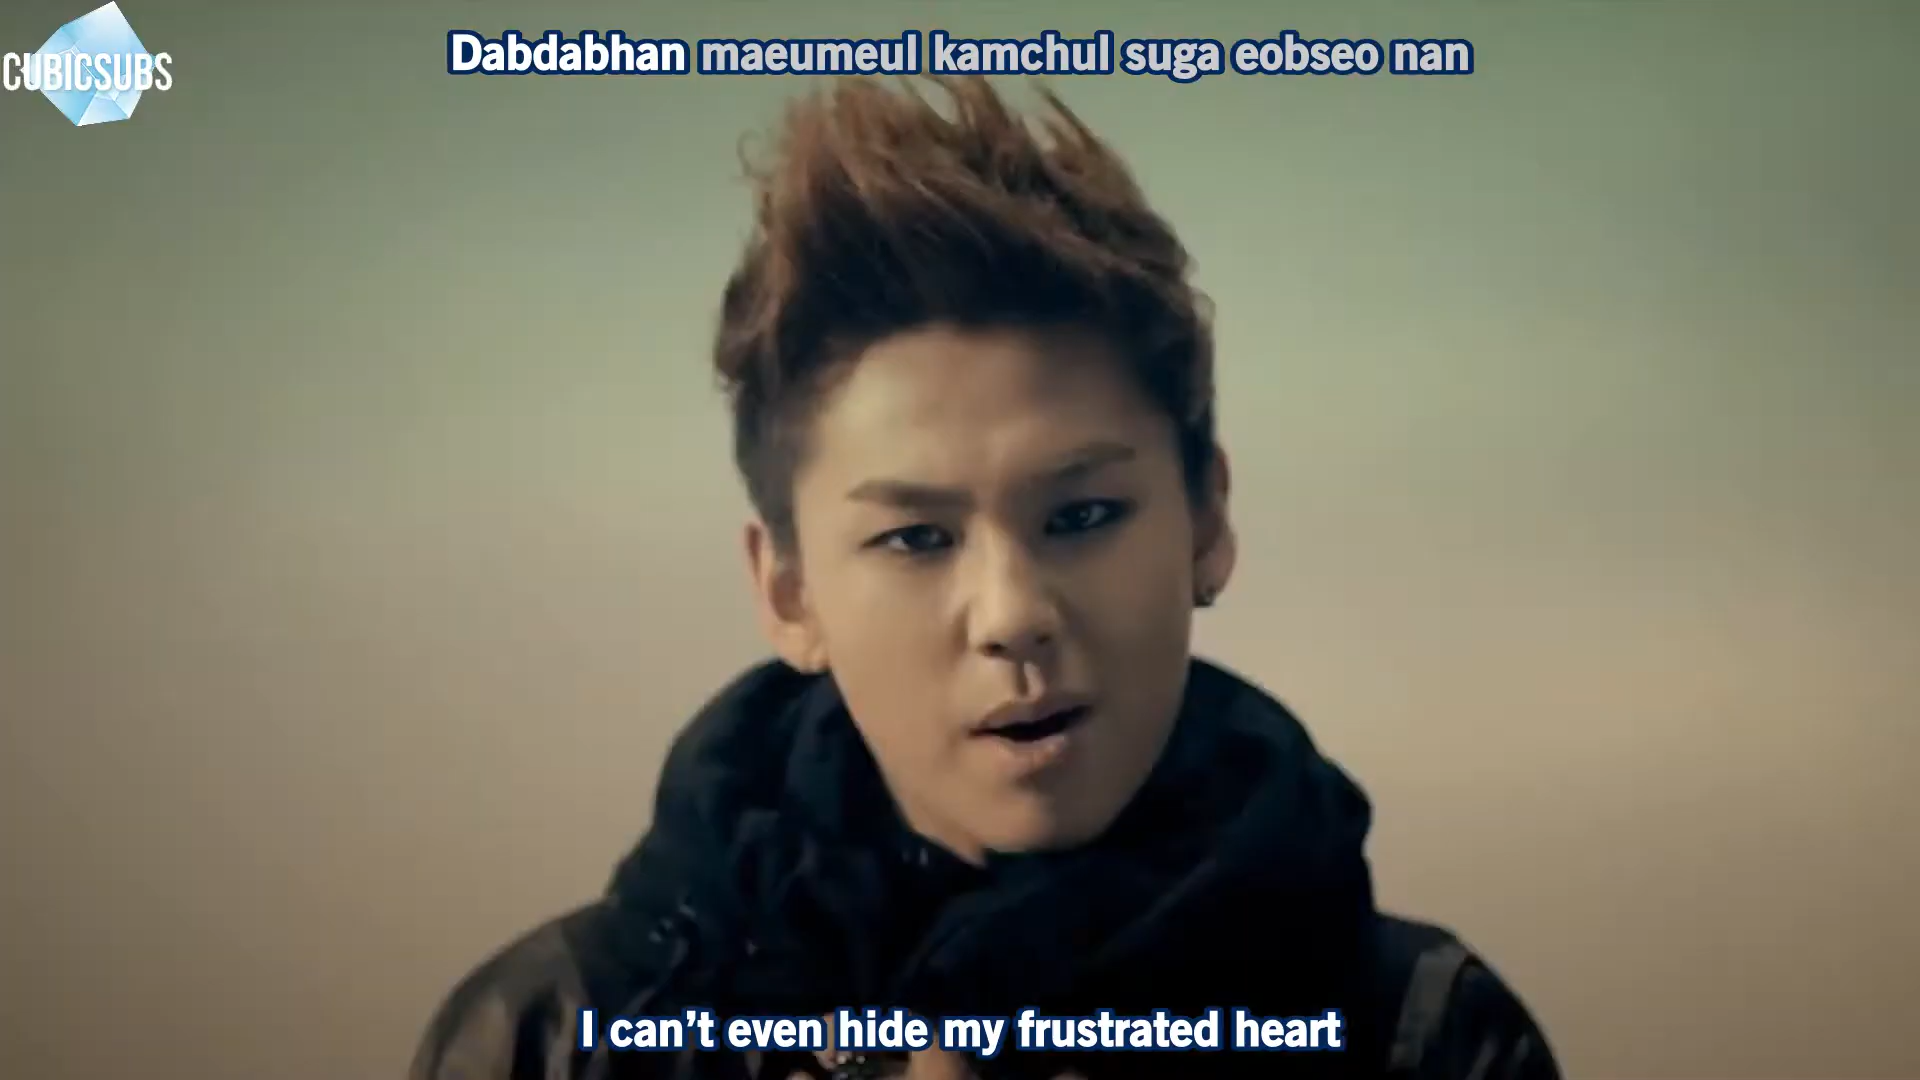 Dabdabhan maeumeul kamchul suga eobseo nan
CUBICSUBS
I can't even hide my frustrated heart